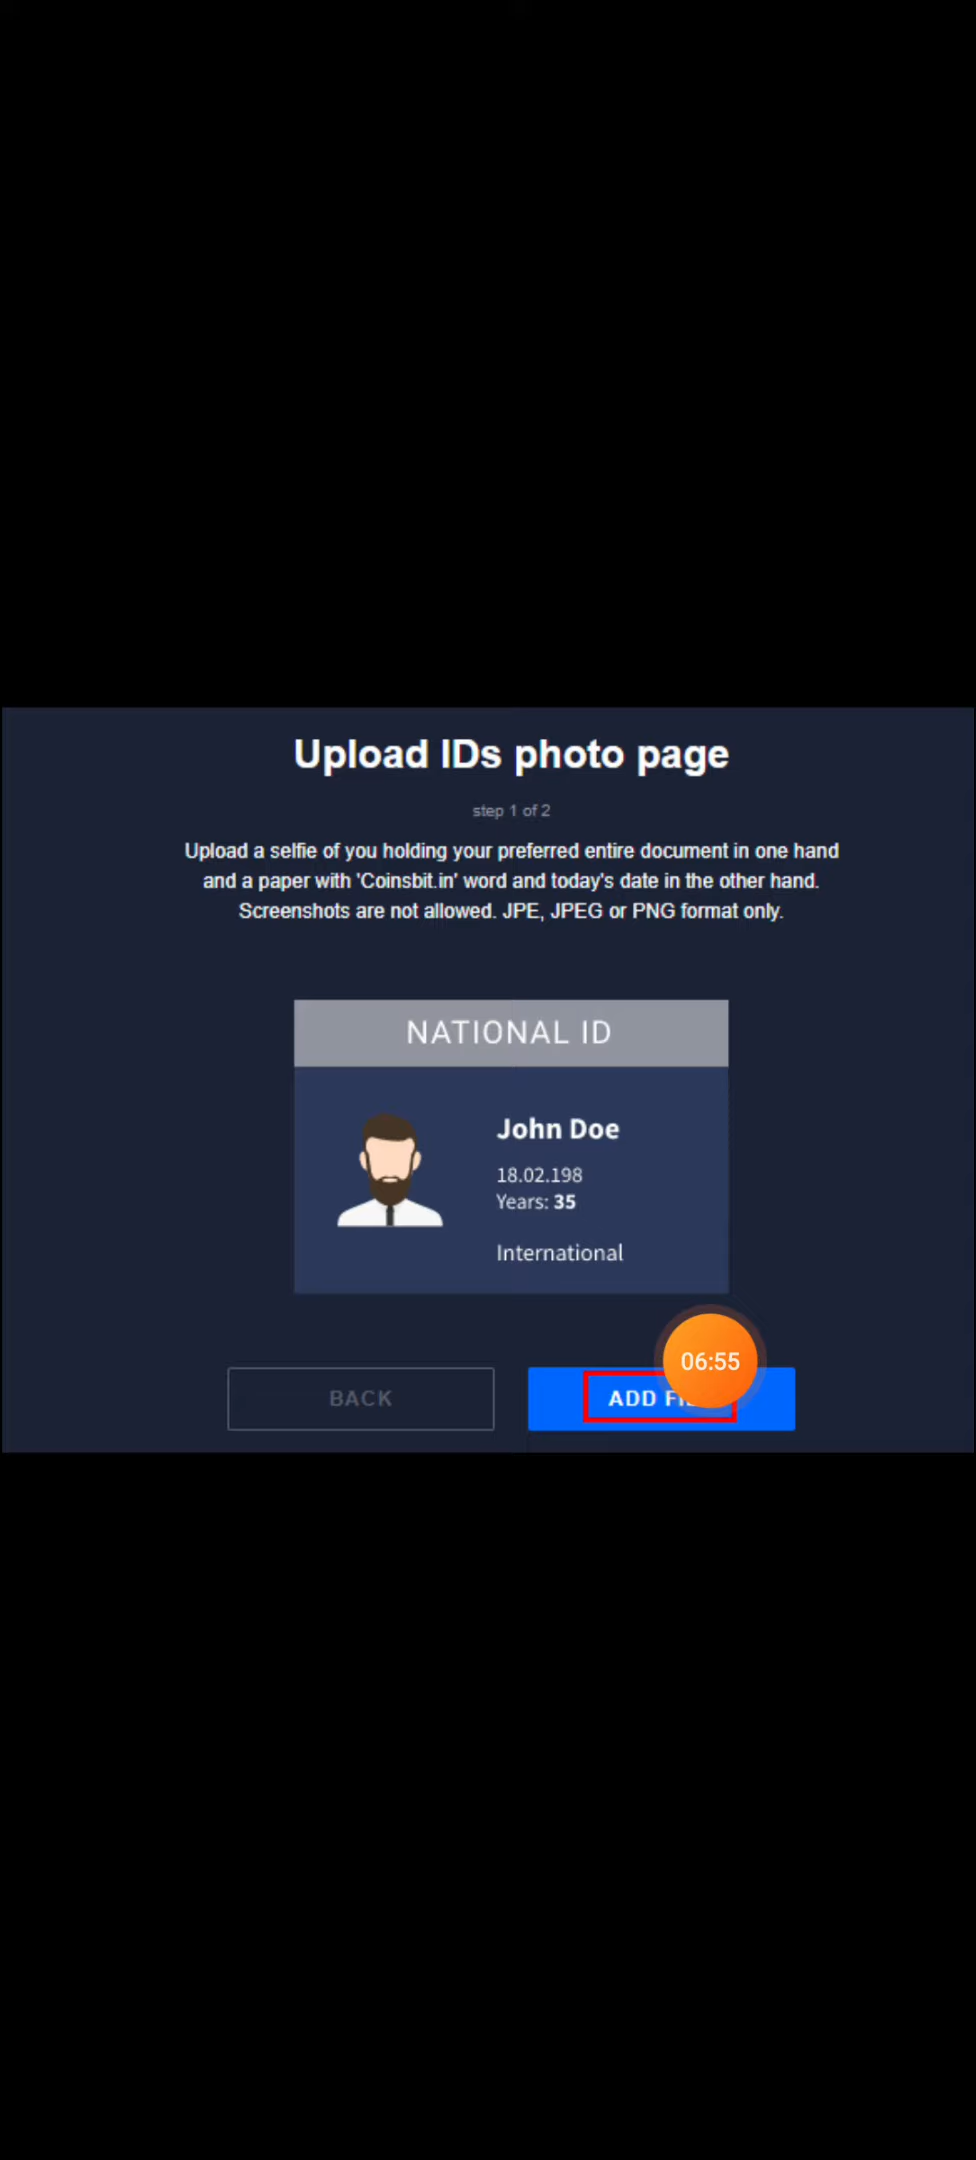 Upload IDs photo page
step 1 of 2
Upload a selfie of you holding your preferred entire document in one hand
and a paper with 'Coinsbit.in' word and today's date in the other hand.
Screenshots are not allowed. JPE, JPEG or PNG format only.
NATIONAL ID
John Doe
18.02.198
Years: 35
International
06:55
BACK
ADD